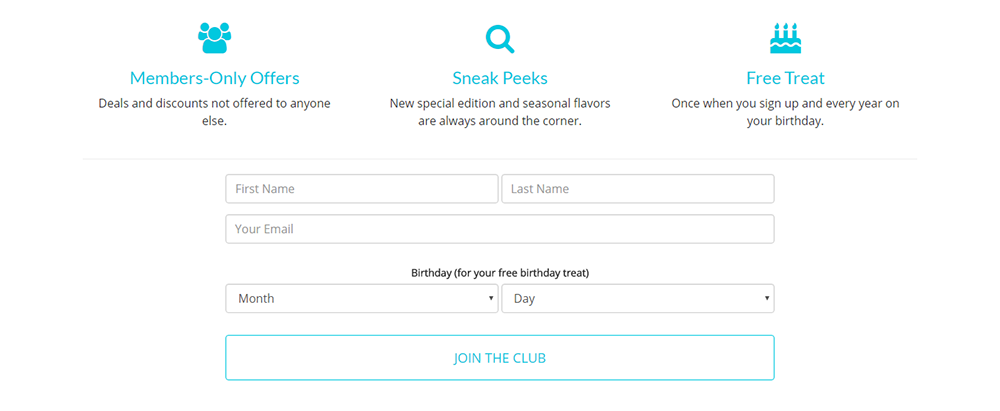 Members-Only Offers
Deals and discounts not offered to anyone
else.
Sneak Peeks
New special edition and seasonal flavors
are always around the corner.
Free Treat
Once when you sign up and every year on
your birthday.
First Name
Last Name
Your Email
Birthday (for your free birthday treat)
Month
Day
JOIN THE CLUB